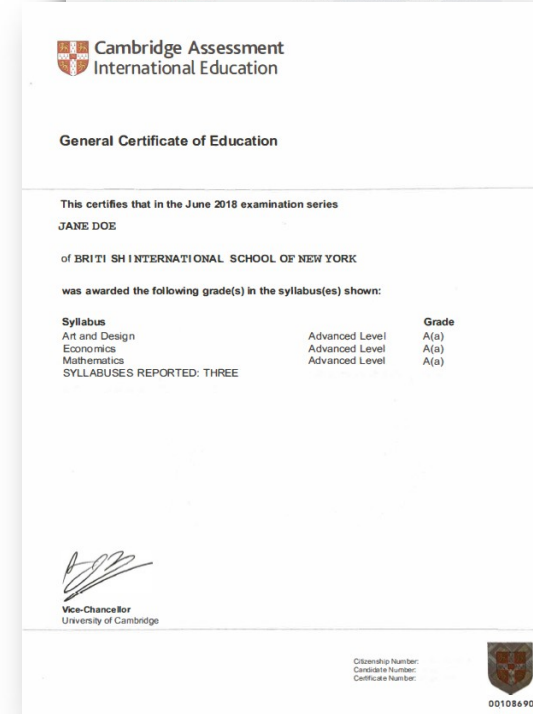 Cambridge Assessment
International Education
General Certificate of Education
This certifies that in the June 2018 examination series
JANE DOE
of BRITI SH I NTERNATI ONAL SCHOOL OF NEW YORK
was awarded the following grade(s) in the syllabus(es) shown:
Syllabus Grade
Art and Design Advanced Level A(a)
Economics Advanced Level A(a)
Mathematics Advanced Level A(a)
SYLLABUSES REPORTED: THREE
Vice-Chancellor
University of Cambridge
Citizenship Number:
Candidate Number:
Certificate Number:
00108690